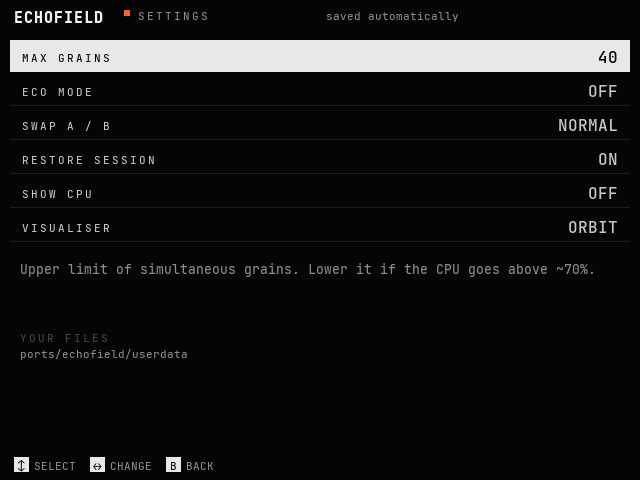 ECHOFIELD SETTINGS saved automatically
MAX GRAINS 40
ECO MODE OFF
SWAP A / B NORMAL
RESTORE SESSION ON
SHOW CPU OFF
VISUALISER ORBIT
Upper limit of simultaneous grains. Lower it if the CPU goes above ~70%.
YOUR FILES
ports/echofield/userdata
↕ SELECT ↔ CHANGE B BACK